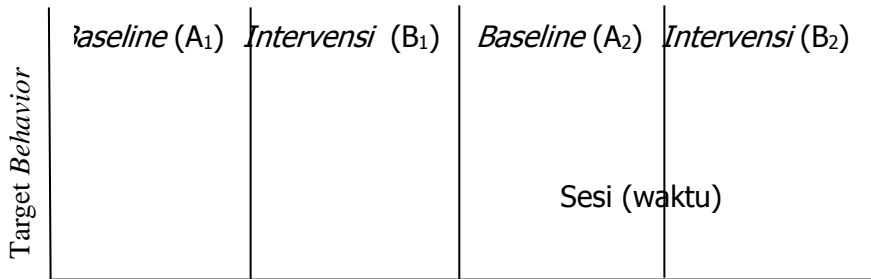 Baseline (A₁) Intervensi (B₁) Baseline (A₂) Intervensi (B₂)
Target Behavior
Sesi (waktu)